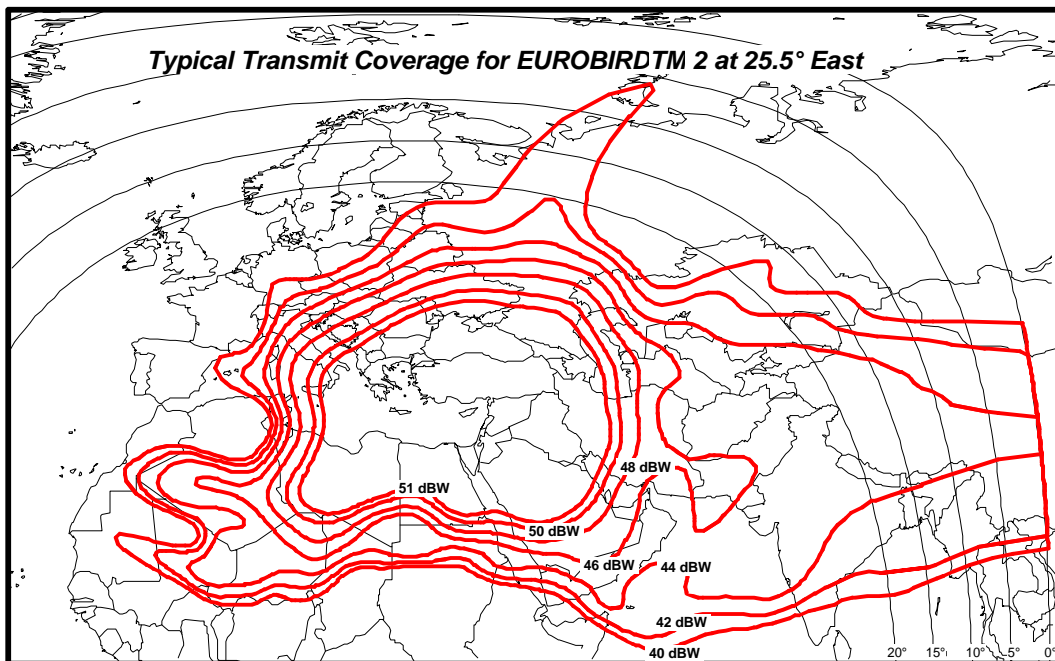 Typical Transmit Coverage for EUROBIRDTM 2 at 25.5° East
48 dBW
51 dBW
50 dBW
46 dBW
44 dBW
42 dBW
40 dBW
20° 15° 10° 5° 0°